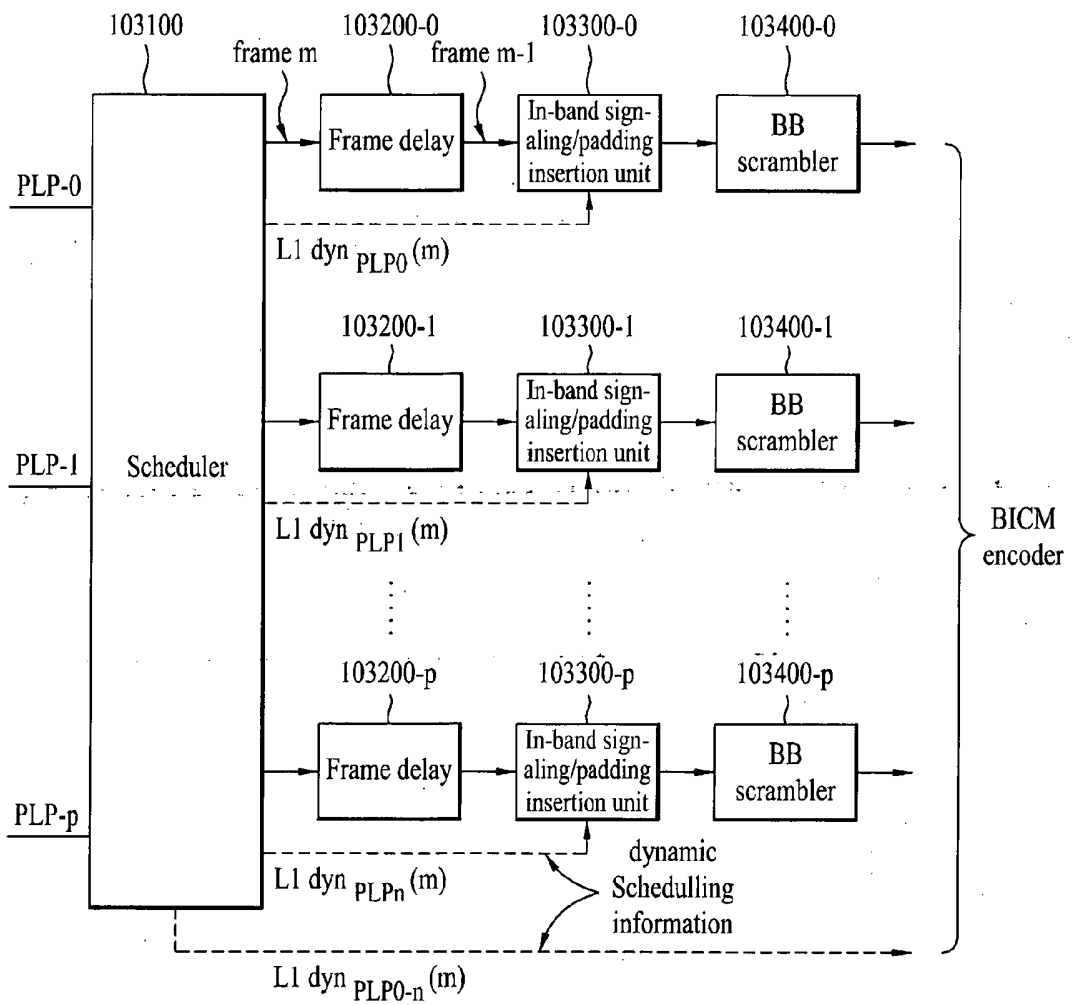 103100
103200-0
103300-0
103400-0
frame m
frame m-1
Frame delay
In-band sign-
aling/padding
insertion unit
BB
scrambler
PLP-0
L1 dyn PLP0 (m)
103200-1
103300-1
103400-1
Frame delay
In-band sign-
aling/padding
insertion unit
BB
scrambler
PLP-1
Scheduler
L1 dyn PLP1 (m)
BICM
encoder
103200-p
103300-p
103400-p
Frame delay
In-band sign-
aling/padding
insertion unit
BB
scrambler
PLP-p
L1 dyn PLPn (m)
dynamic
Schedulling
information
L1 dyn PLP0-n (m)